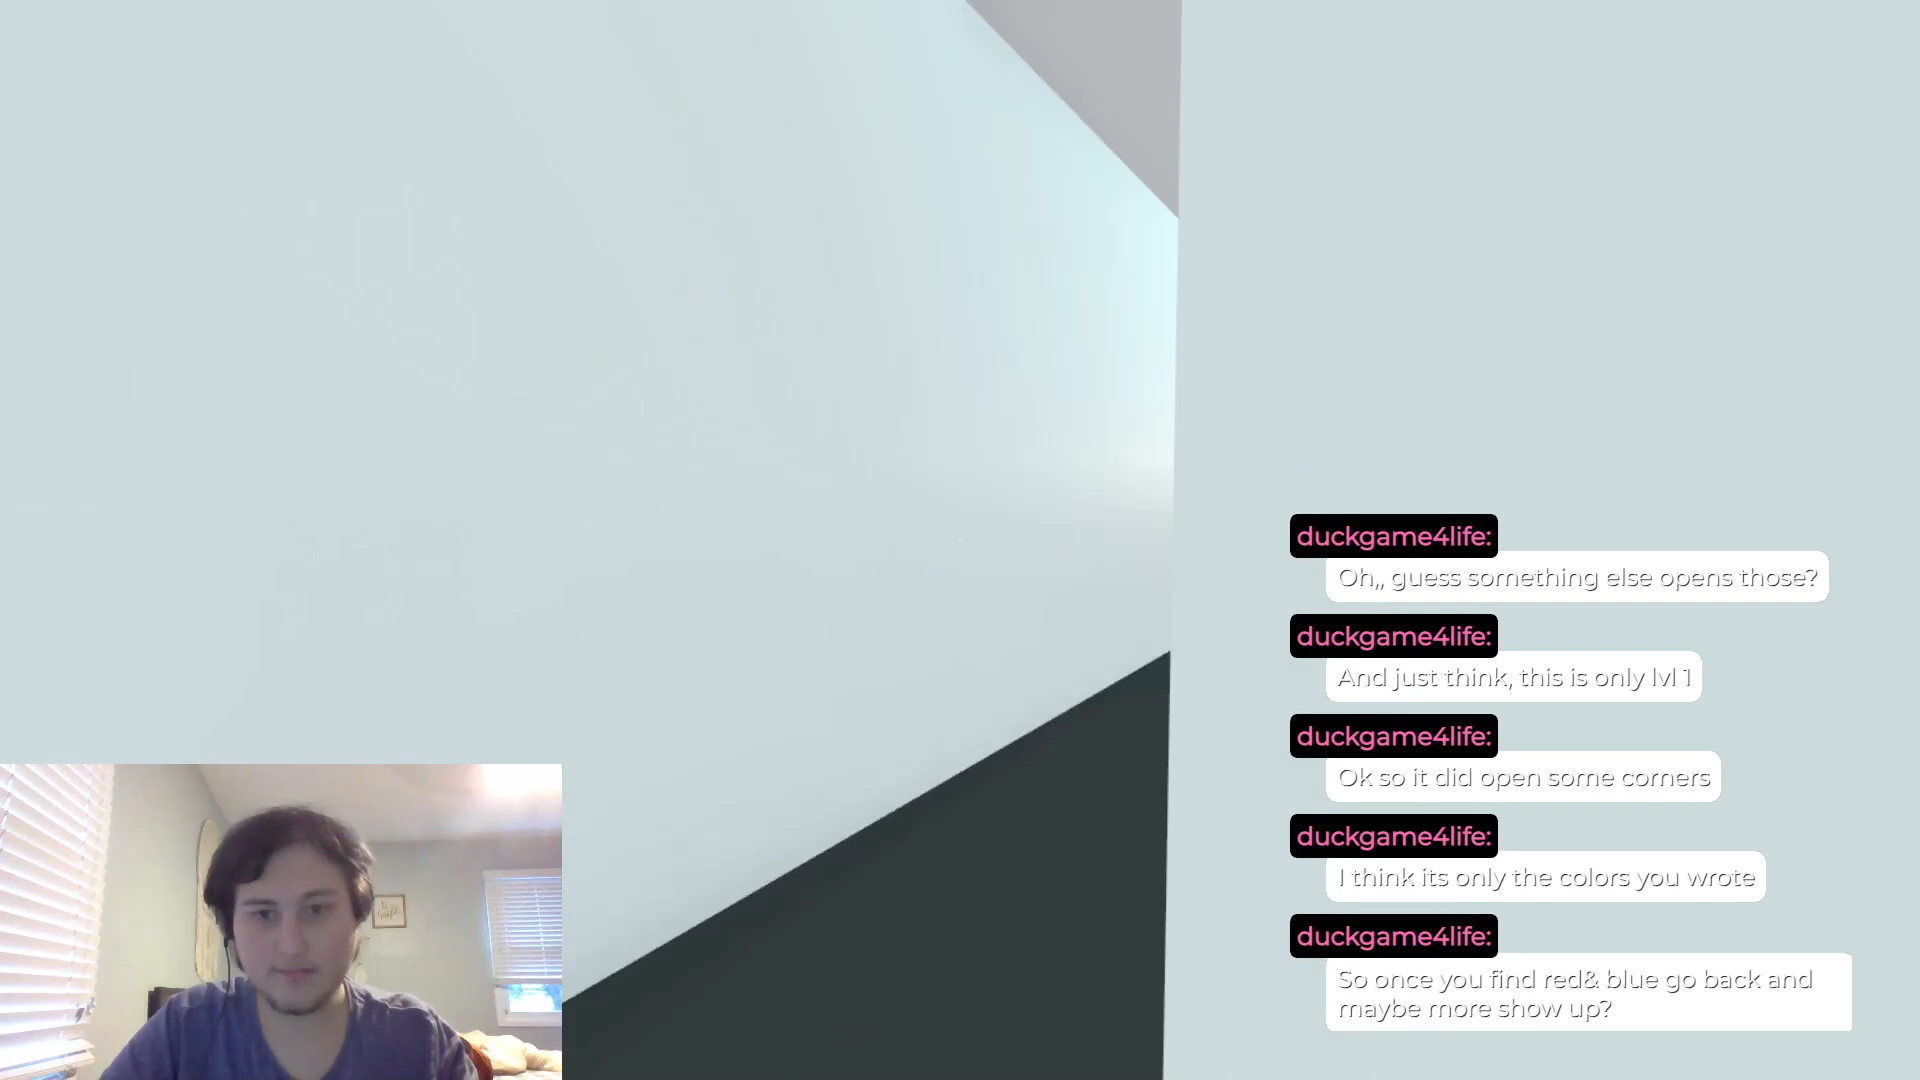 duckgame4life:
Oh,, guess something else opens those?
duckgame4life:
And just think, this is only lvl 1
duckgame4life:
Ok so it did open some corners
duckgame4life:
I think its only the colors you wrote
duckgame4life:
So once you find red& blue go back and
maybe more show up?